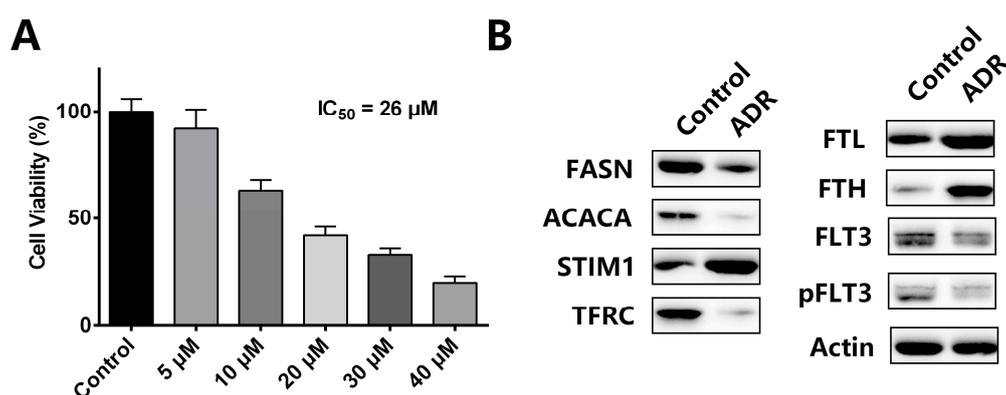 A
Cell Viability (%)
100
50
0
IC50 = 26 μM
Control
5 μM
10 μM
20 μM
30 μM
40 μM
B
Control
ADR
FASN
ACACA
STIM1
TFRC
Control
ADR
FTL
FTH
FLT3
pFLT3
Actin